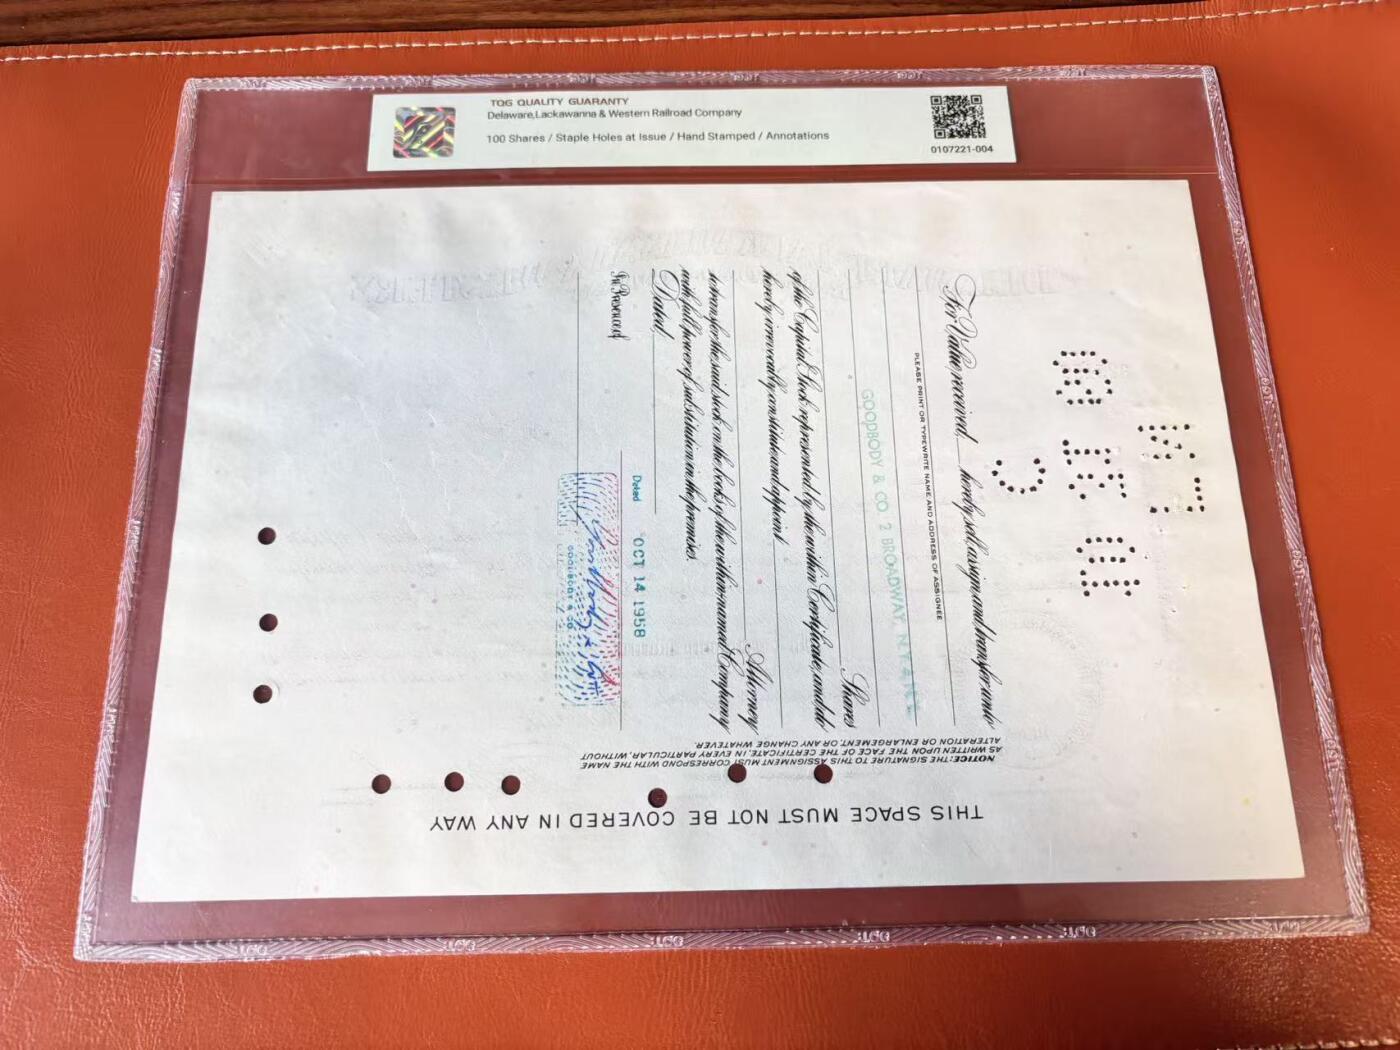 TQG QUALITY GUARANTY
Delaware,Lackawanna & Western Railroad Company
100 Shares / Staple Holes at Issue / Hand Stamped / Annotations
0107221-004
For Value received, hereby sell, assign and transfer unto
PLEASE PRINT OR TYPEWRITE NAME AND ADDRESS OF ASSIGNEE
GOODBODY & CO. 2 BROADWAY, N.Y.
Shares
of the Capital Stock represented by the within Certificate, and do
hereby irrevocably constitute and appoint
Attorney
to transfer the said stock on the books of the within-named Company
with full power of substitution in the premises.
Dated,
In Presence of
Dated OCT 14 1958
GOODBODY & CO.
NOTICE: THE SIGNATURE TO THIS ASSIGNMENT MUST CORRESPOND WITH THE NAME
AS WRITTEN UPON THE FACE OF THE CERTIFICATE, IN EVERY PARTICULAR, WITHOUT
ALTERATION OR ENLARGEMENT, OR ANY CHANGE WHATEVER.
THIS SPACE MUST NOT BE COVERED IN ANY WAY